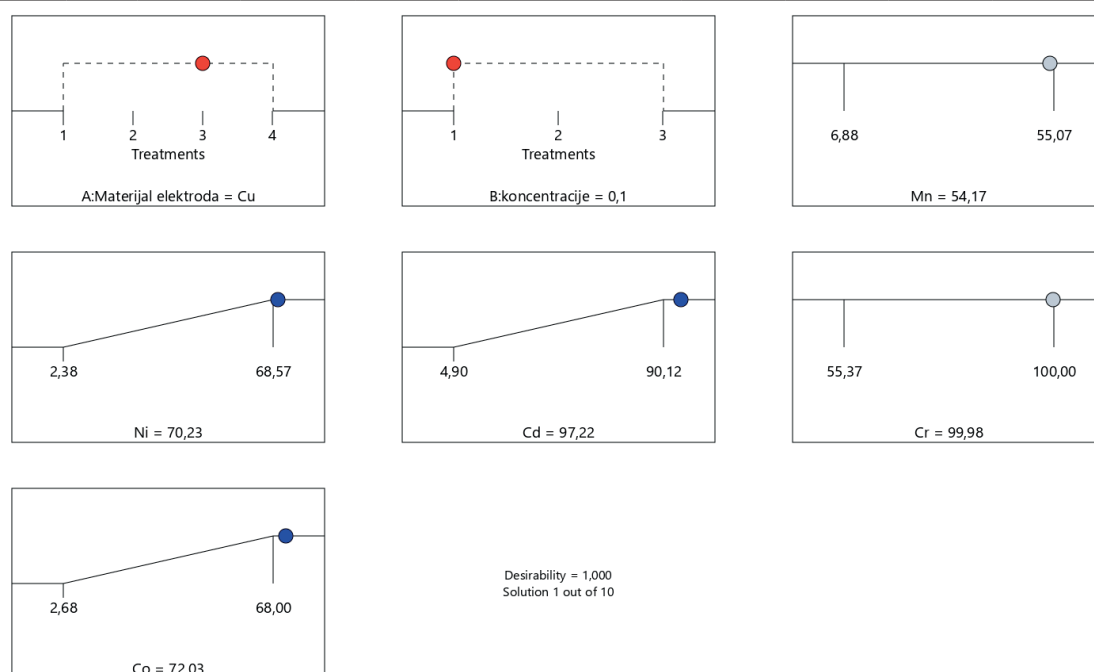 1 2 3 4
Treatments
A:Materijal elektroda = Cu
1 2 3
Treatments
B:koncentracije = 0,1
6,88 55,07
Mn = 54,17
2,38 68,57
Ni = 70,23
4,90 90,12
Cd = 97,22
55,37 100,00
Cr = 99,98
2,68 68,00
Co = 72,03
Desirability = 1,000
Solution 1 out of 10